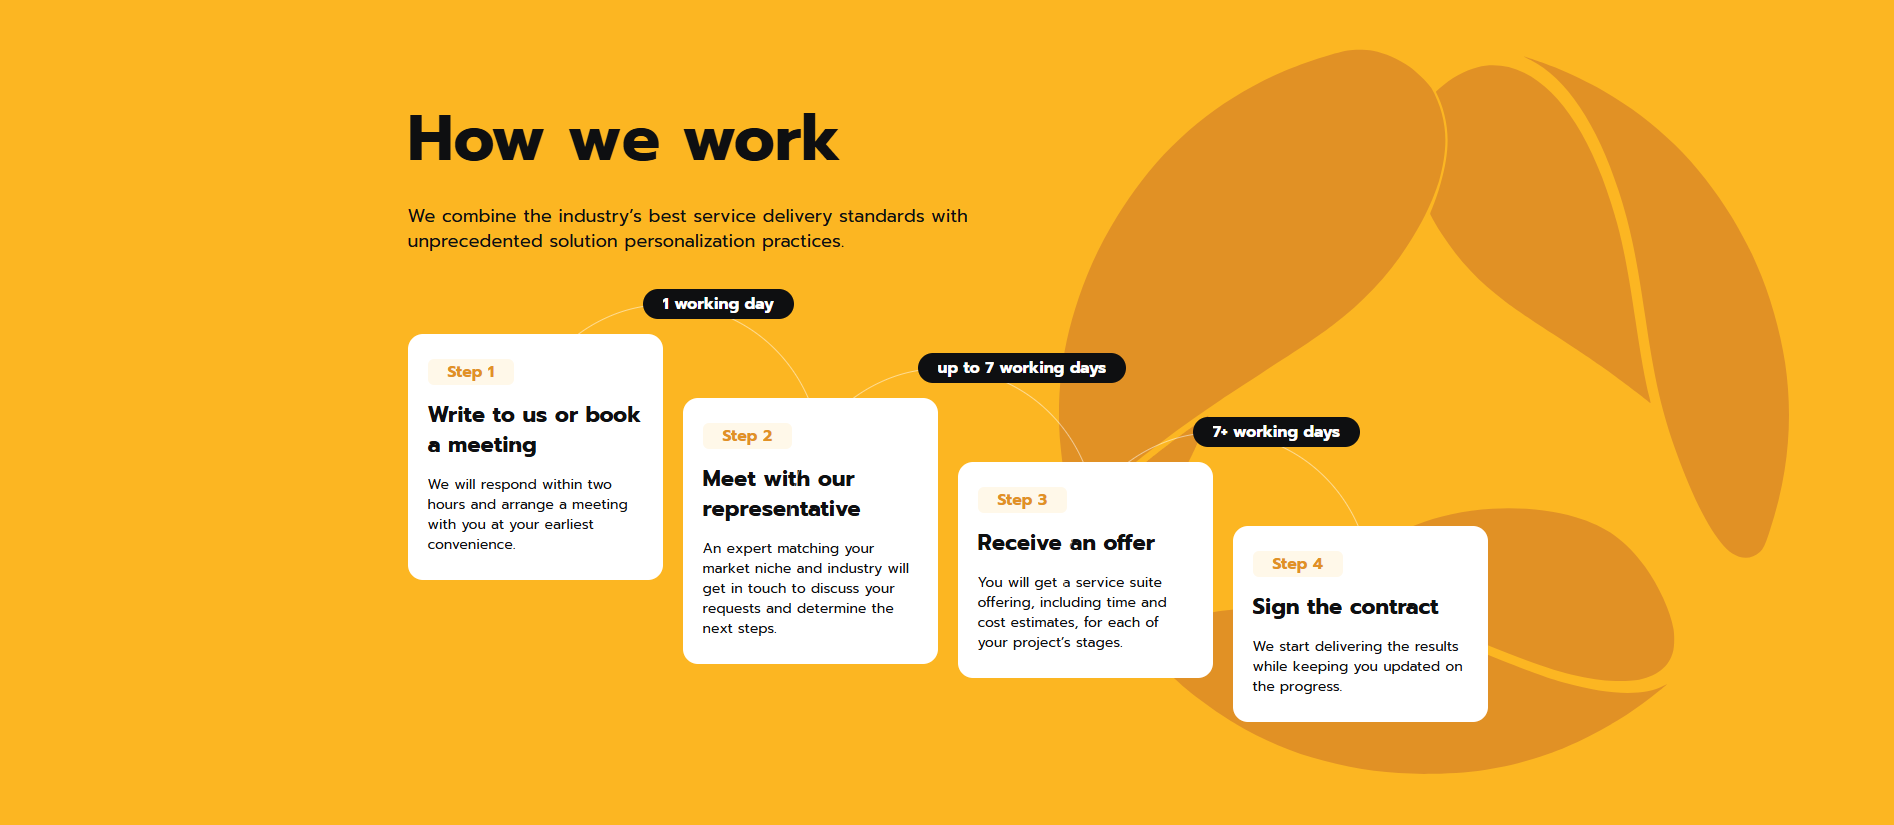 How we work
We combine the industry’s best service delivery standards with
unprecedented solution personalization practices.
1 working day
Step 1
Write to us or book
a meeting
We will respond within two
hours and arrange a meeting
with you at your earliest
convenience.
up to 7 working days
Step 2
Meet with our
representative
An expert matching your
market niche and industry will
get in touch to discuss your
requests and determine the
next steps.
7+ working days
Step 3
Receive an offer
You will get a service suite
offering, including time and
cost estimates, for each of
your project’s stages.
Step 4
Sign the contract
We start delivering the results
while keeping you updated on
the progress.